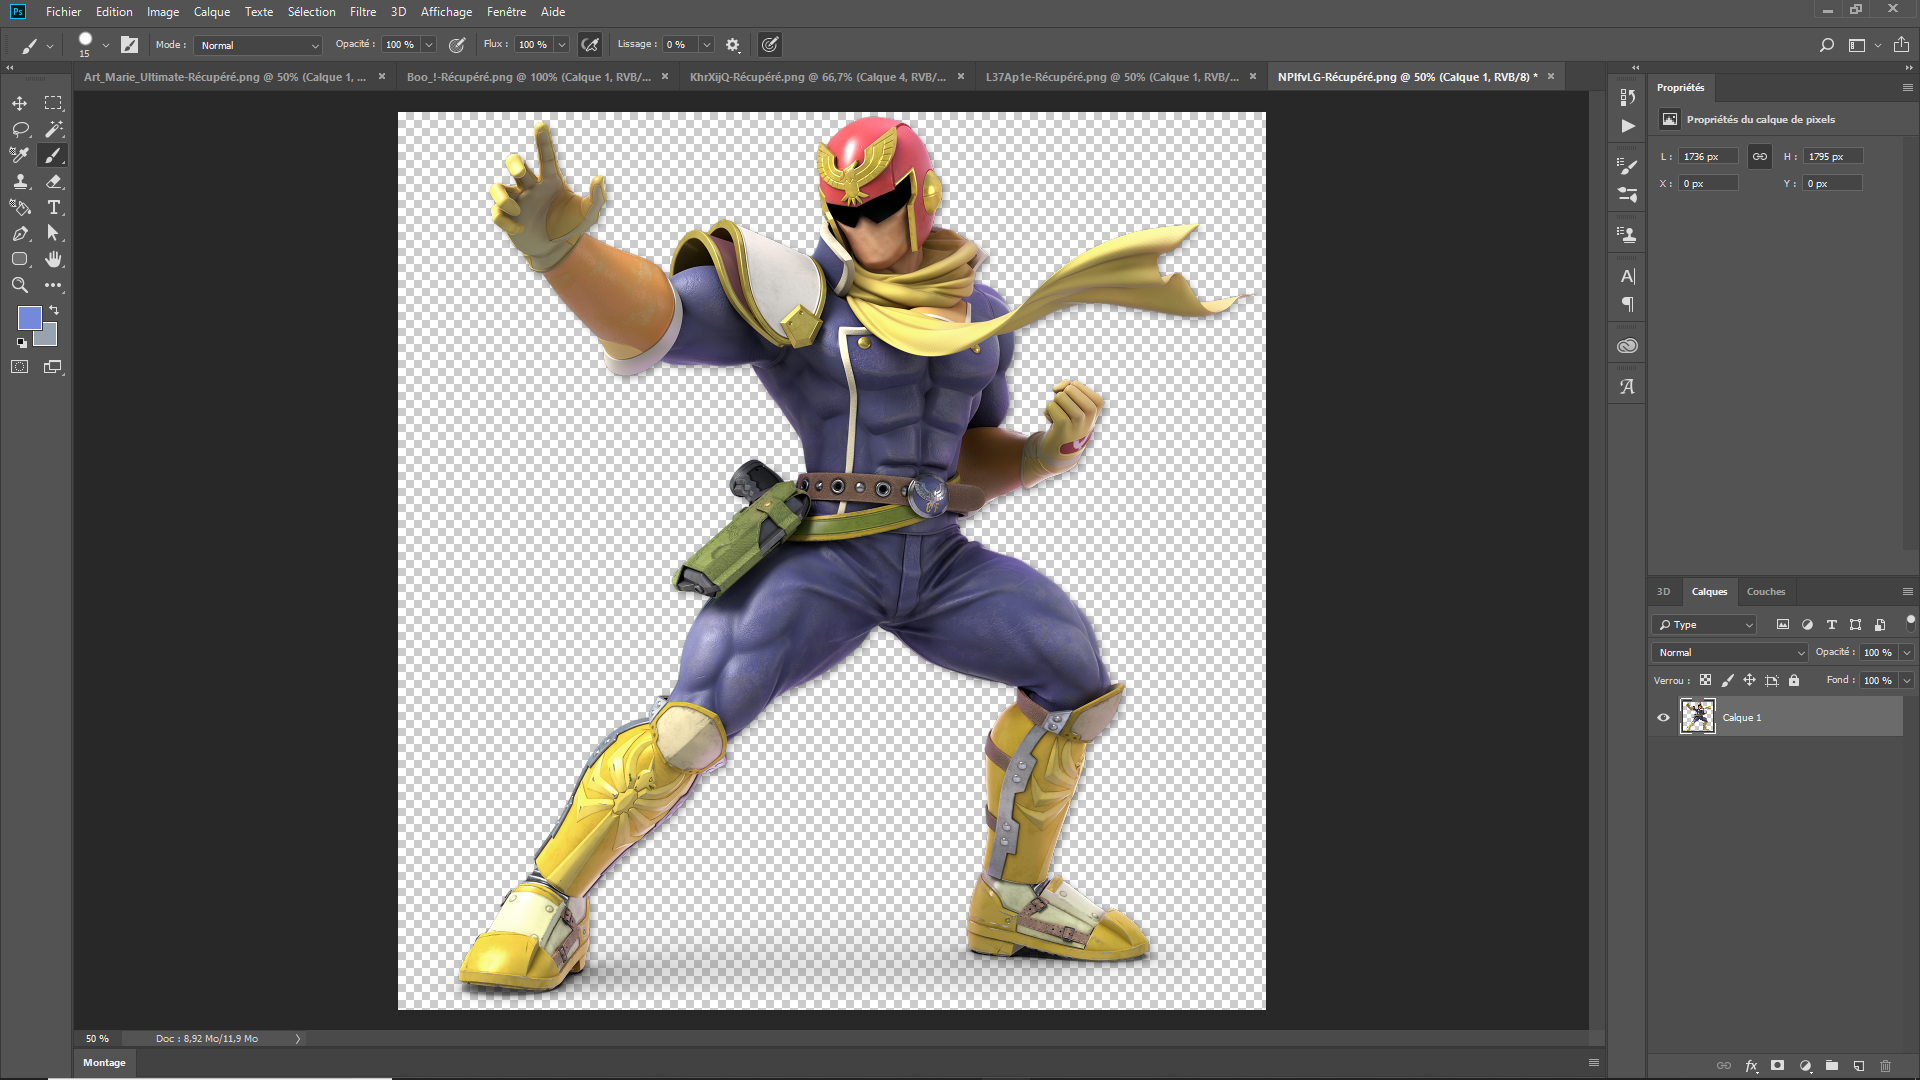 Ps Fichier Edition Image Calque Texte Sélection Filtre 3D Affichage Fenêtre Aide
15 Mode : Normal Opacité : 100 % Flux : 100 % Lissage : 0 %
Art_Marie_Ultimate-Récupéré.png @ 50% (Calque 1, ... × Boo_!-Récupéré.png @ 100% (Calque 1, RVB/... × KhrXijQ-Récupéré.png @ 66,7% (Calque 4, RVB/... × L37Ap1e-Récupéré.png @ 50% (Calque 1, RVB/... × NPIfvLG-Récupéré.png @ 50% (Calque 1, RVB/8) * ×
Propriétés
Propriétés du calque de pixels
L : 1736 px H : 1795 px
X : 0 px Y : 0 px
3D Calques Couches
Type
Normal Opacité : 100 %
Verrou : Fond : 100 %
Calque 1
50 % Doc : 8,92 Mo/11,9 Mo
Montage